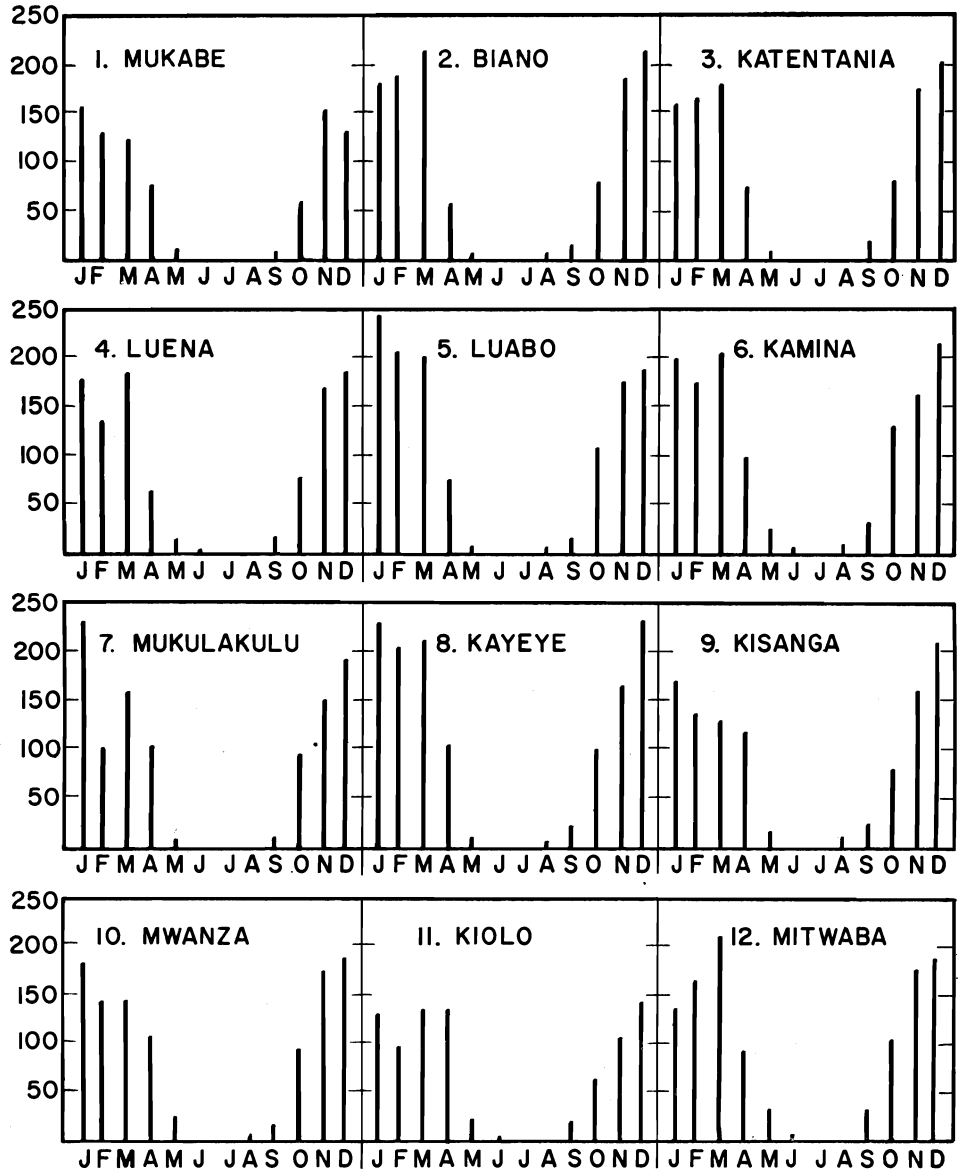 250
200
150
100
50
1. MUKABE
2. BIANO
3. KATENTANIA
J F M A M J J A S O N D J F M A M J J A S O N D J F M A M J J A S O N D
250
200
150
100
50
4. LUENA
5. LUABO
6. KAMINA
J F M A M J J A S O N D J F M A M J J A S O N D J F M A M J J A S O N D
250
200
150
100
50
7. MUKULAKULU
8. KAYEYE
9. KISANGA
J F M A M J J A S O N D J F M A M J J A S O N D J F M A M J J A S O N D
250
200
150
100
50
10. MWANZA
11. KIOLO
12. MITWABA
J F M A M J J A S O N D J F M A M J J A S O N D J F M A M J J A S O N D